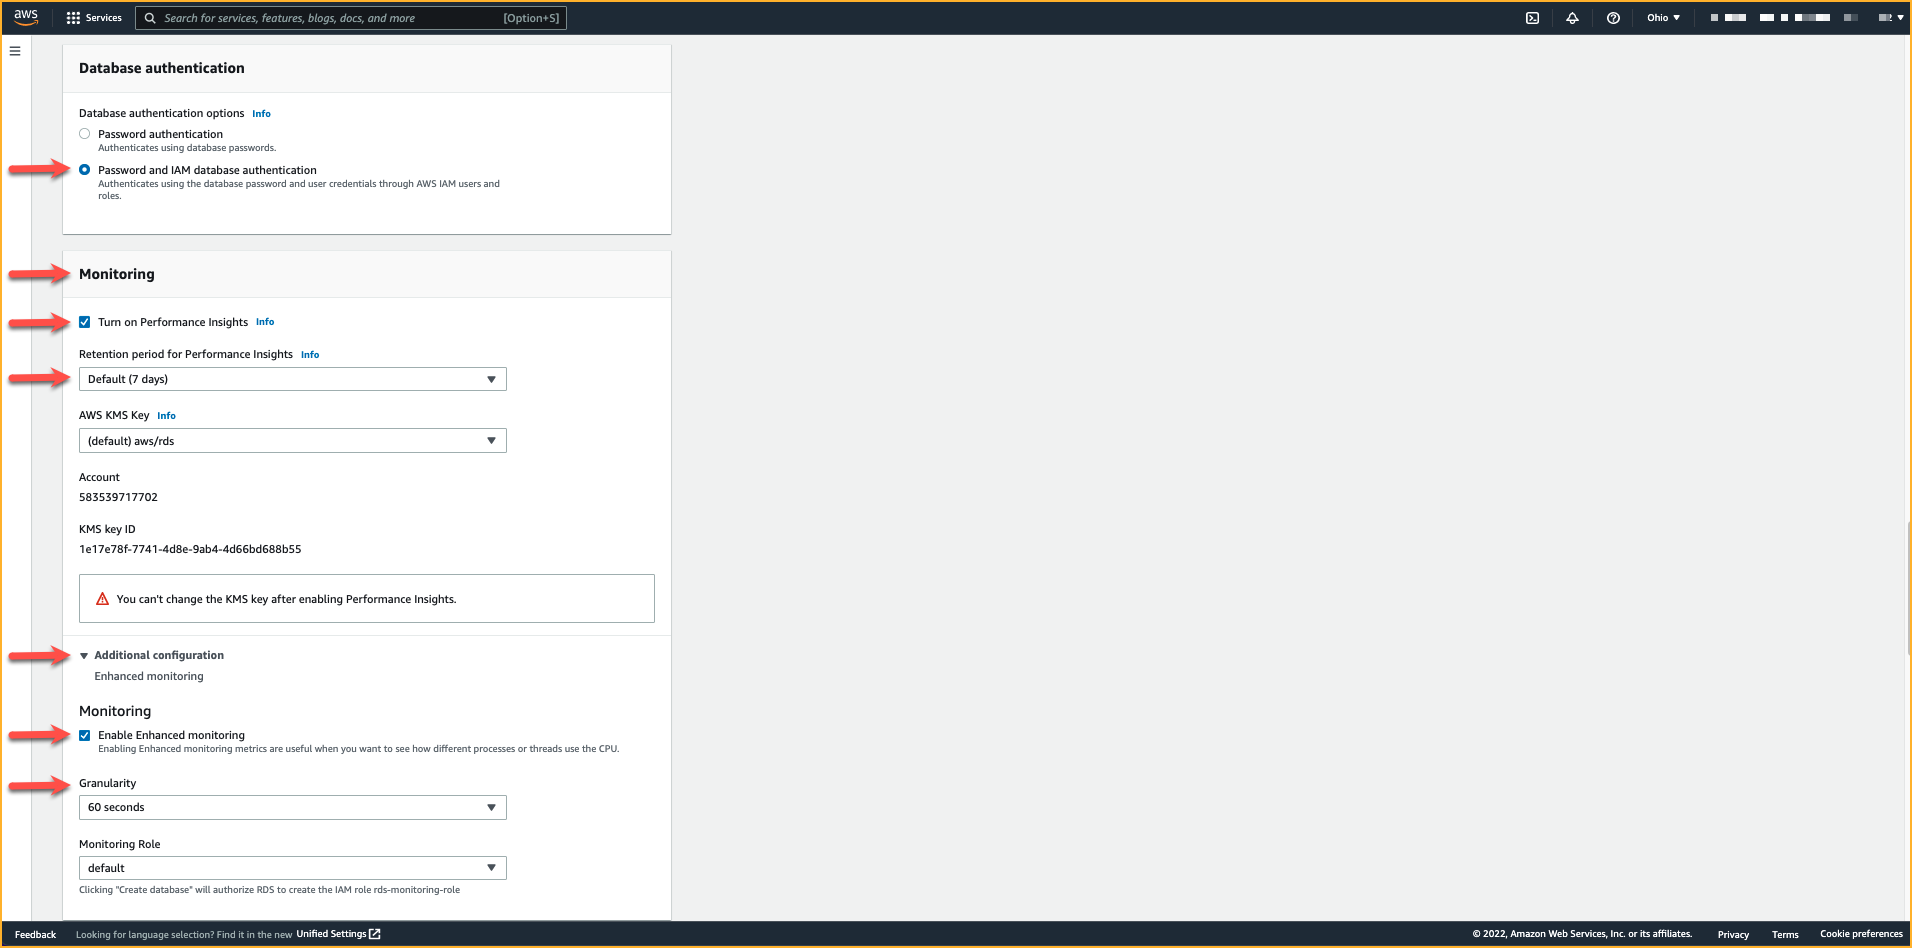 aws
Services
Search for services, features, blogs, docs, and more
[Option+S]
Ohio
Database authentication
Database authentication options Info
Password authentication
Authenticates using database passwords.
Password and IAM database authentication
Authenticates using the database password and user credentials through AWS IAM users and
roles.
Monitoring
Turn on Performance Insights Info
Retention period for Performance Insights Info
Default (7 days)
AWS KMS Key Info
(default) aws/rds
Account
583539717702
KMS key ID
1e17e78f-7741-4d8e-9ab4-4d66bd688b55
You can't change the KMS key after enabling Performance Insights.
Additional configuration
Enhanced monitoring
Monitoring
Enable Enhanced monitoring
Enabling Enhanced monitoring metrics are useful when you want to see how different processes or threads use the CPU.
Granularity
60 seconds
Monitoring Role
default
Clicking "Create database" will authorize RDS to create the IAM role rds-monitoring-role
Feedback
Looking for language selection? Find it in the new Unified Settings
© 2022, Amazon Web Services, Inc. or its affiliates.
Privacy
Terms
Cookie preferences